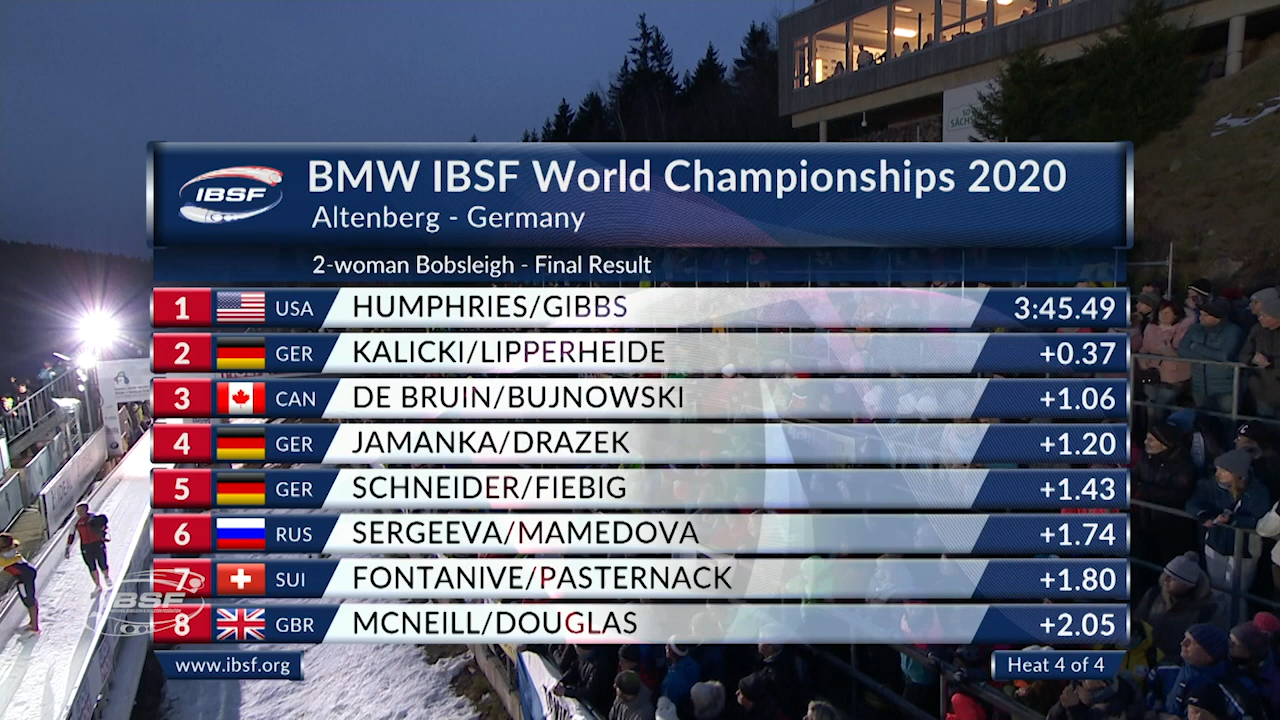 IBSF
BMW IBSF World Championships 2020
Altenberg - Germany
2-woman Bobsleigh - Final Result
1 USA HUMPHRIES/GIBBS 3:45.49
2 GER KALICKI/LIPPERHEIDE +0.37
3 CAN DE BRUIN/BUJNOWSKI +1.06
4 GER JAMANKA/DRAZEK +1.20
5 GER SCHNEIDER/FIEBIG +1.43
6 RUS SERGEEVA/MAMEDOVA +1.74
7 SUI FONTANIVE/PASTERNACK +1.80
8 GBR MCNEILL/DOUGLAS +2.05
IBSF
www.ibsf.org
Heat 4 of 4